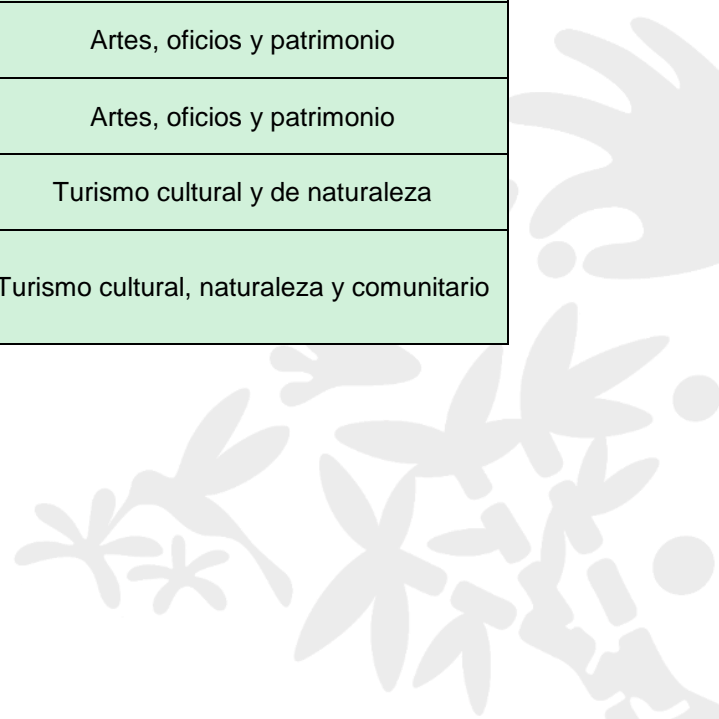 Artes, oficios y patrimonio
Artes, oficios y patrimonio
Turismo cultural y de naturaleza
Turismo cultural, naturaleza y comunitario